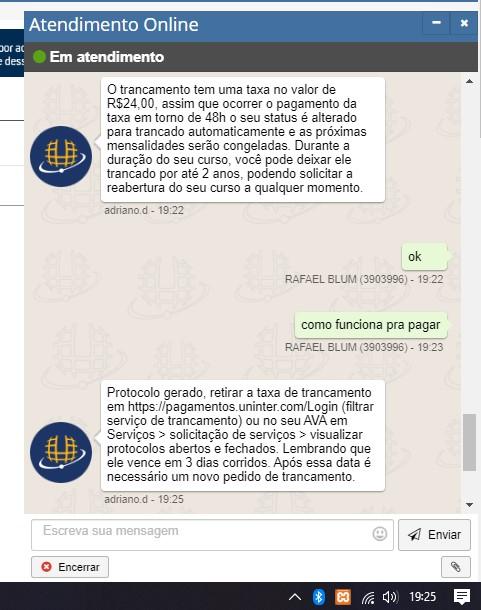 Atendimento Online
por ac
e dess
Em atendimento
O trancamento tem uma taxa no valor de
R$24,00, assim que ocorrer o pagamento da
taxa em torno de 48h o seu status é alterado
para trancado automaticamente e as próximas
mensalidades serão congeladas. Durante a
duração do seu curso, você pode deixar ele
trancado por até 2 anos, podendo solicitar a
reabertura do seu curso a qualquer momento.
adriano.d - 19:22
ok
RAFAEL BLUM (3903996) - 19:22
como funciona pra pagar
RAFAEL BLUM (3903996) - 19:23
Protocolo gerado, retirar a taxa de trancamento
em https://pagamentos.uninter.com/Login (filtrar
serviço de trancamento) ou no seu AVA em
Serviços > solicitação de serviços > visualizar
protocolos abertos e fechados. Lembrando que
ele vence em 3 dias corridos. Após essa data é
necessário um novo pedido de trancamento.
adriano.d - 19:25
Escreva sua mensagem
Enviar
Encerrar
19:25